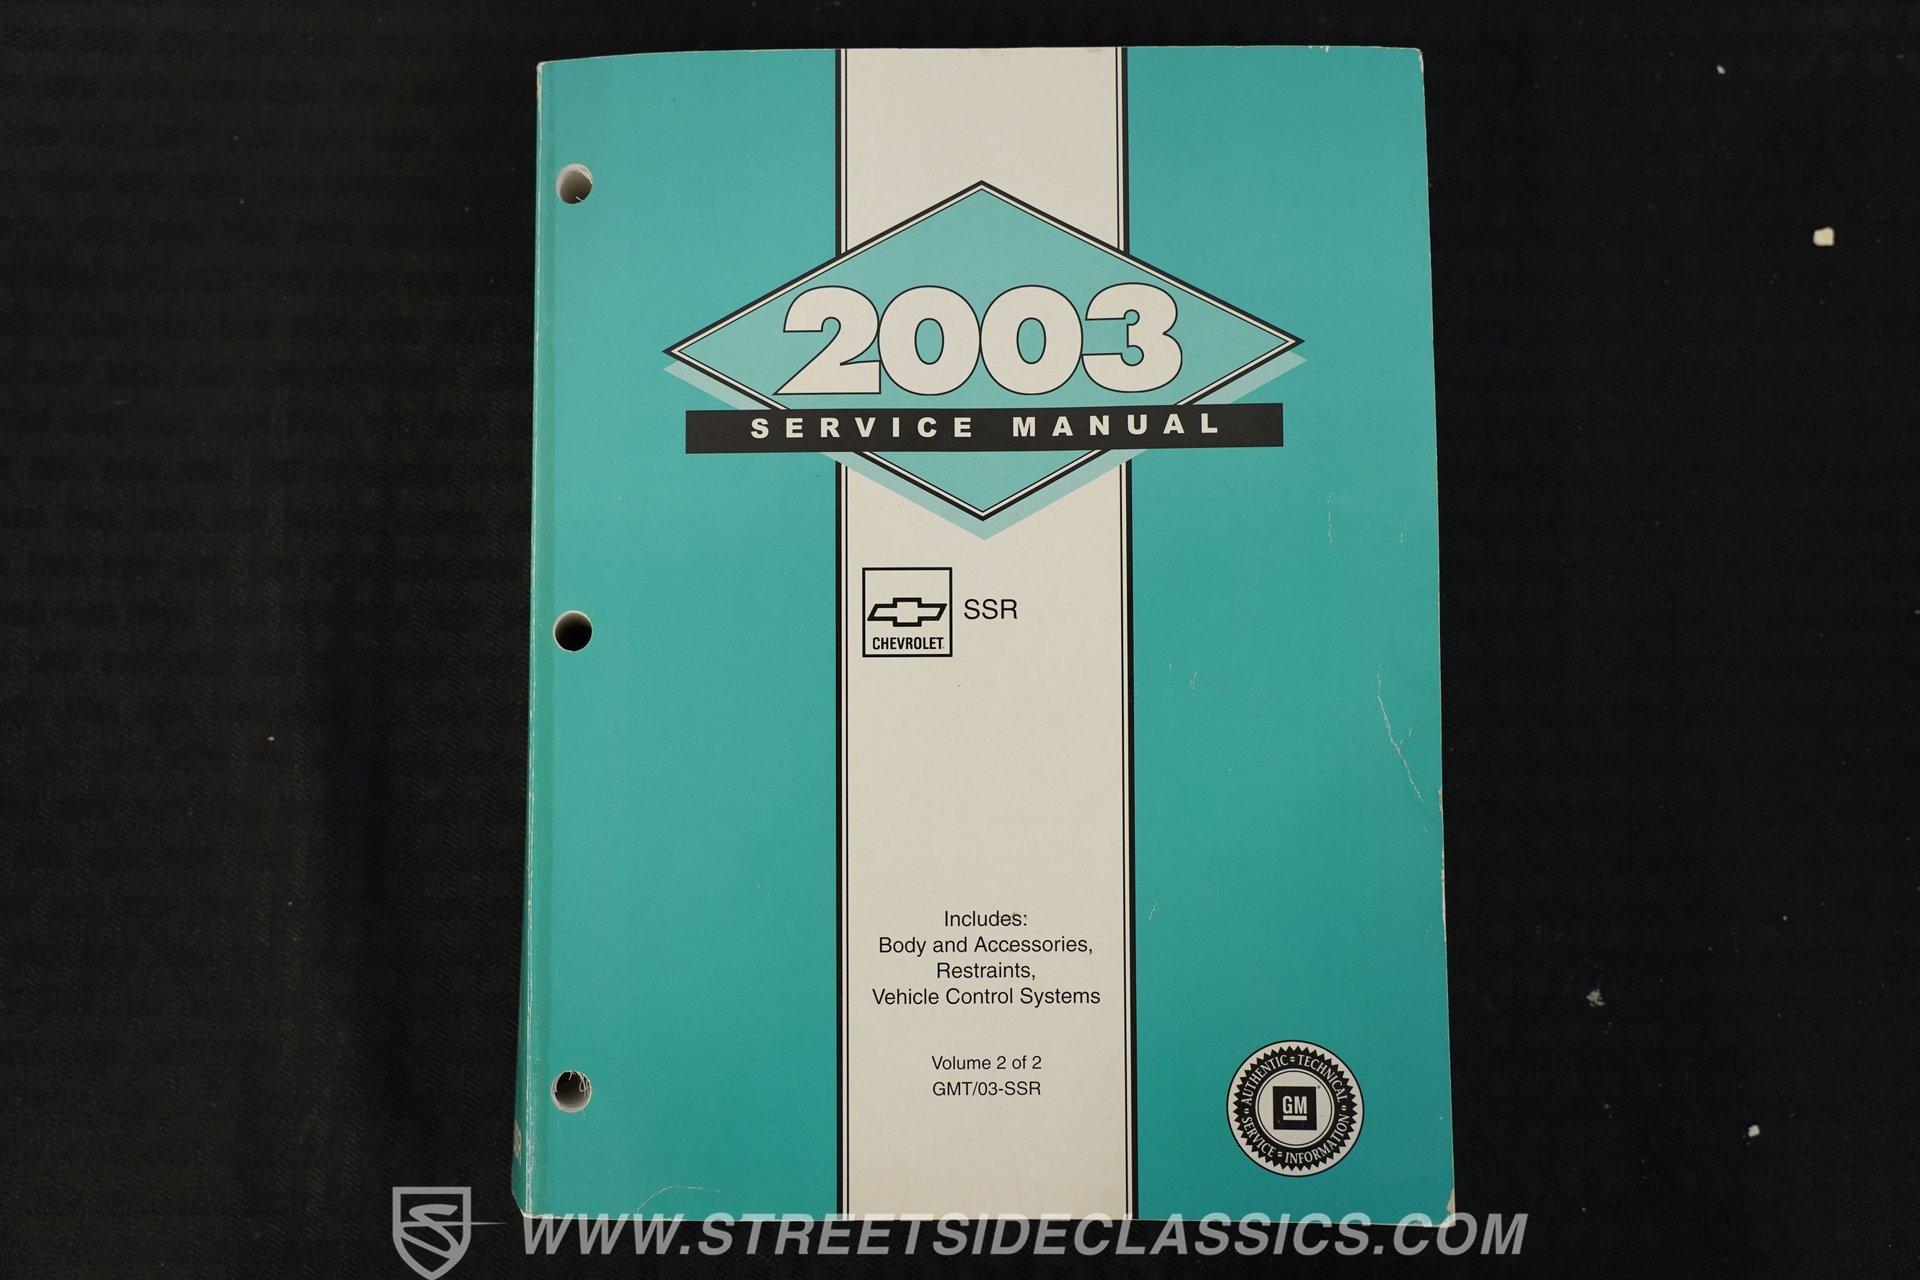 2003
SERVICE MANUAL
SSR
CHEVROLET
Includes:
Body and Accessories,
Restraints,
Vehicle Control Systems
Volume 2 of 2
GMT/03-SSR
AUTHENTIC TECHNICAL
GM
SERVICE INFORMATION
WWW.STREETSIDECLASSICS.COM